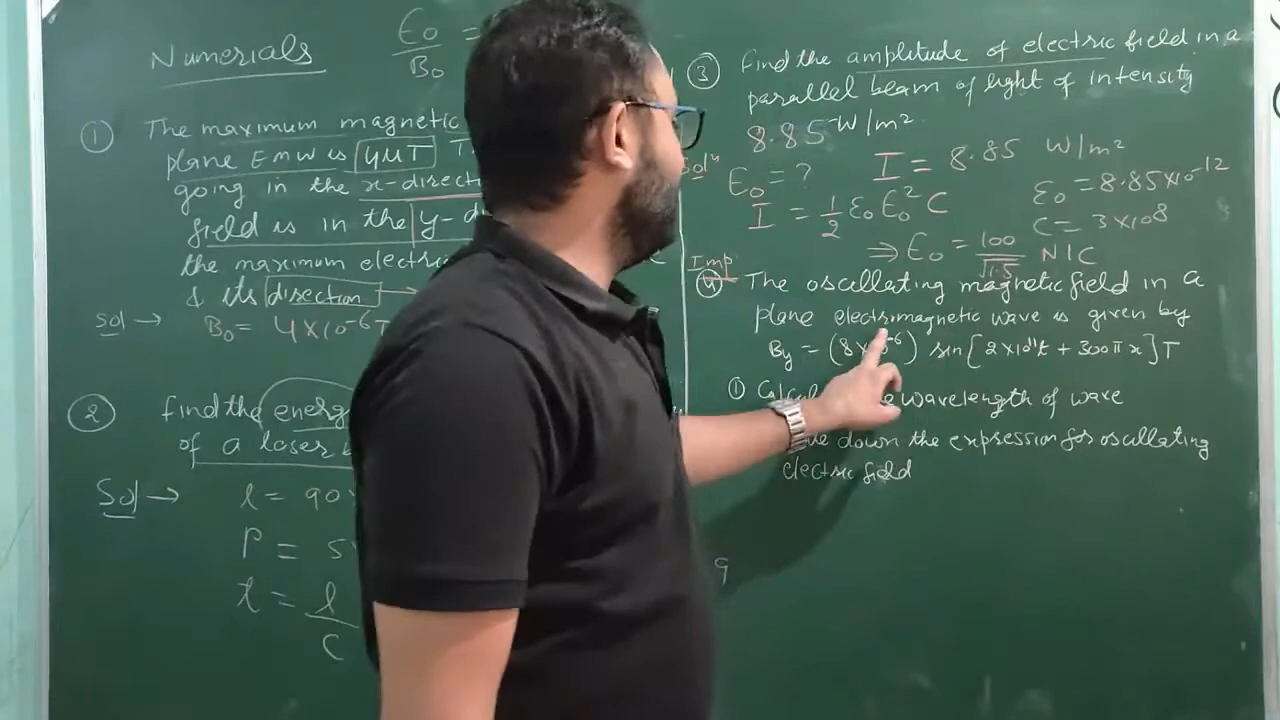 Numerials
E₀
B₀ =
① The maximum magnetic
plane EMW is 4μT
going in the x-directi
field is in the y-d
the maximum electri
& its direction →
Sol → B₀ = 4×10⁻⁶T
② find the energ
of a laser
Sol → l = 90
P = 5
t = l
C
③ Find the amplitude of electric field in a
parallel beam of light of intensity
8.85 W/m²
Solⁿ E₀ = ? I = 8.85 W/m²
I = 1/2 ε₀ E₀² C ε₀ = 8.85×10⁻¹²
C = 3×10⁸
⇒ E₀ = 100/√1.5 N/C
Imp
④ The oscillating magnetic field in a
plane electromagnetic wave is given by
By = (8×10⁻⁶) sin[2×10¹¹t + 300πx]T
① wavelength of wave
down the expression for oscillating
electric field
9